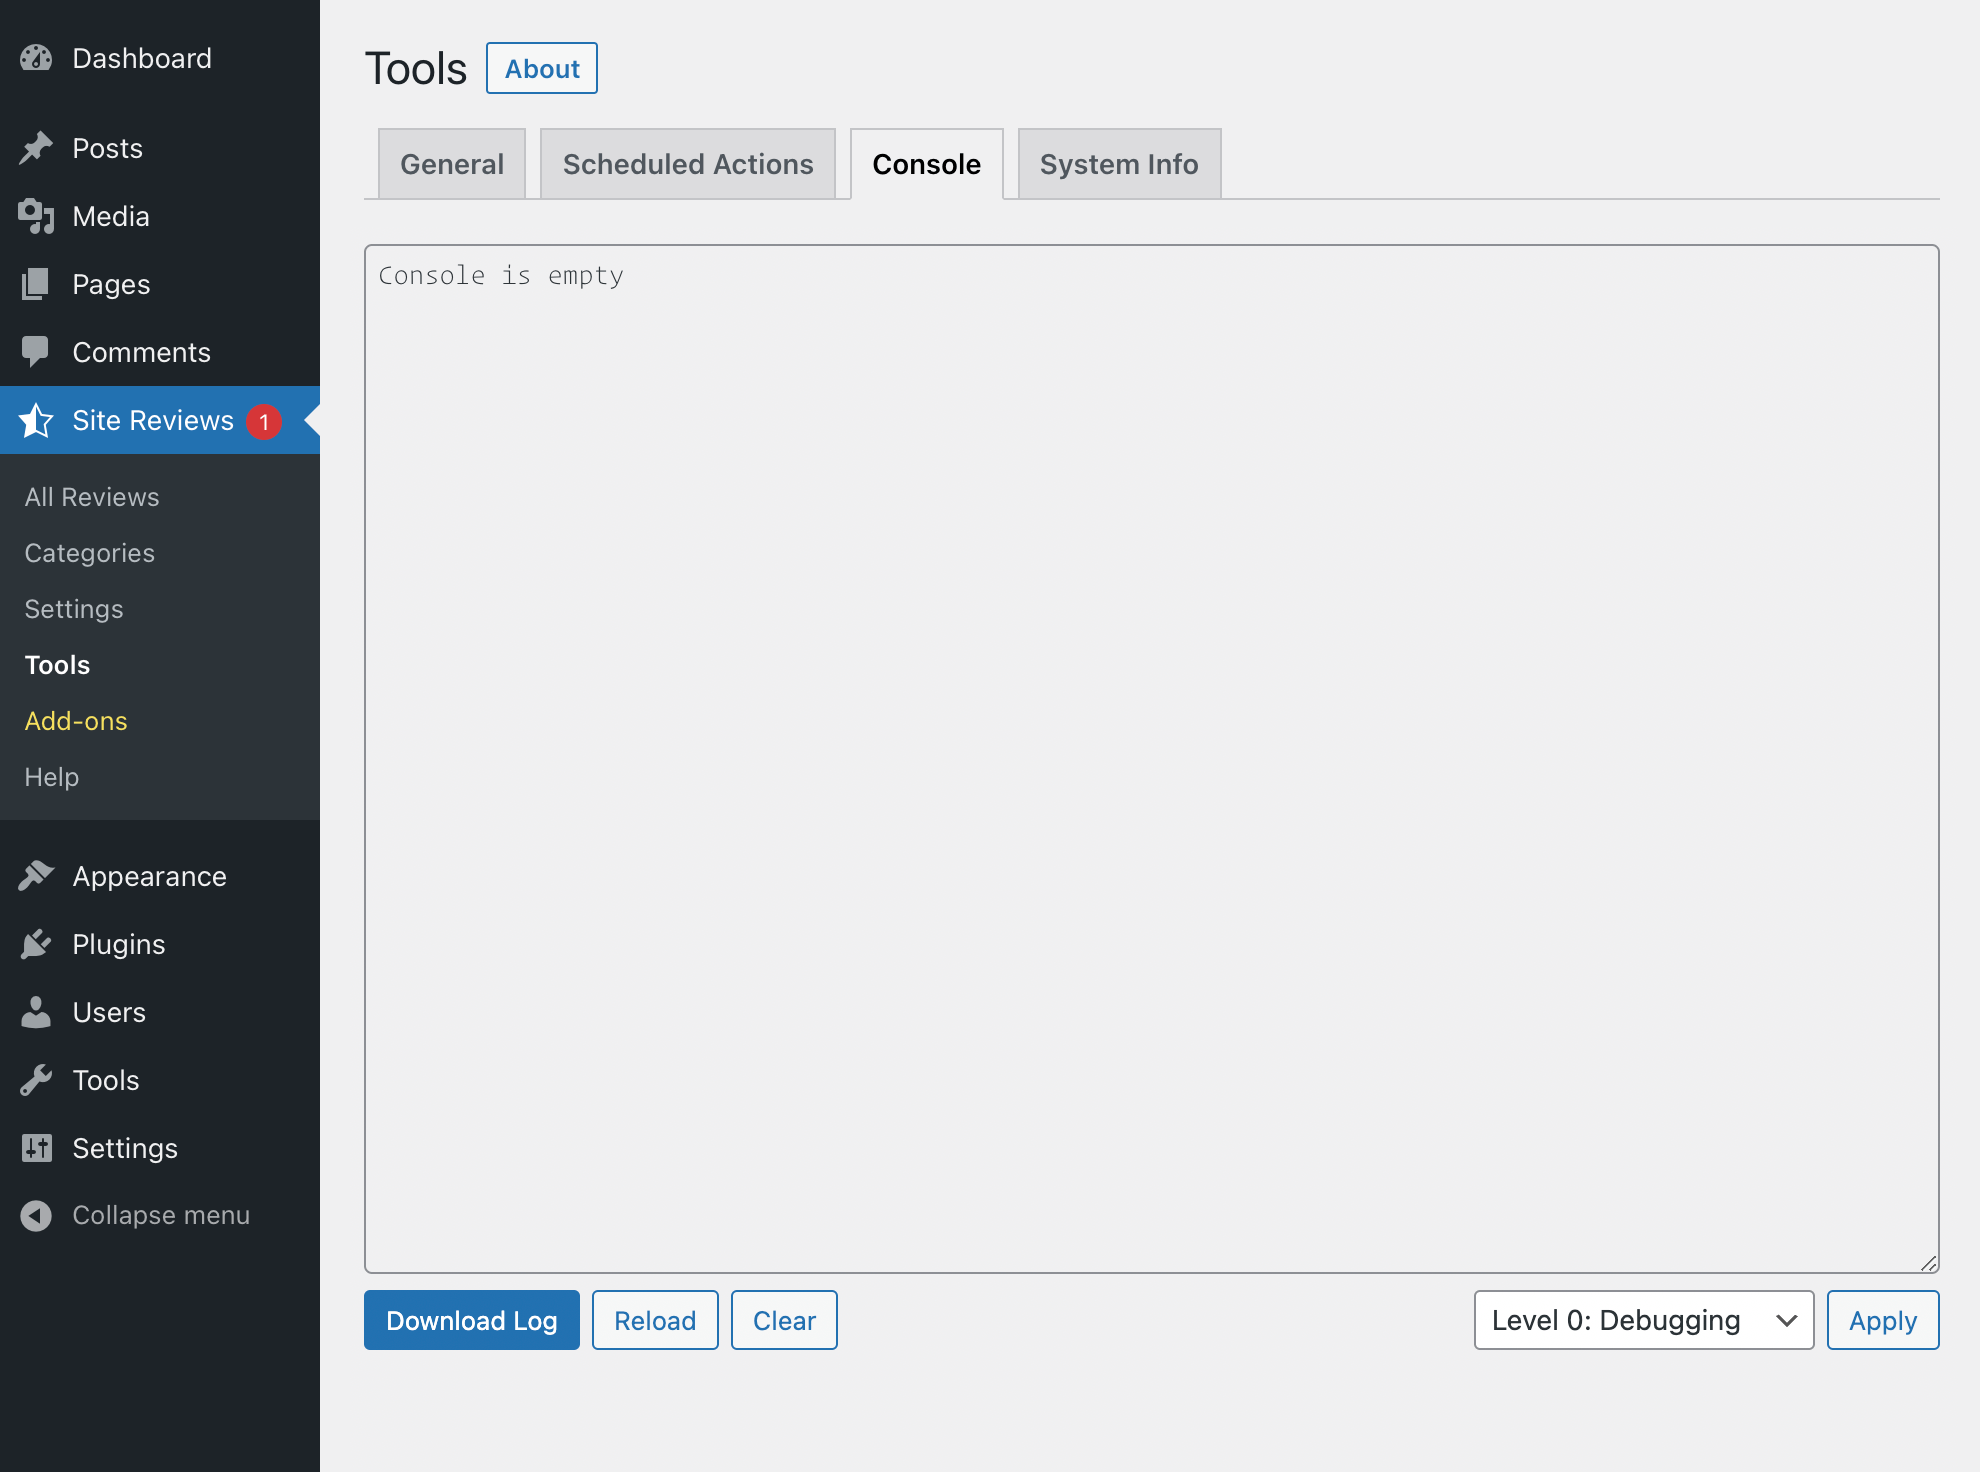 Dashboard
Posts
Media
Pages
Comments
Site Reviews 1
All Reviews
Categories
Settings
Tools
Add-ons
Help
Appearance
Plugins
Users
Tools
Settings
Collapse menu
Tools About
General Scheduled Actions Console System Info
Console is empty
Download Log Reload Clear Level 0: Debugging Apply